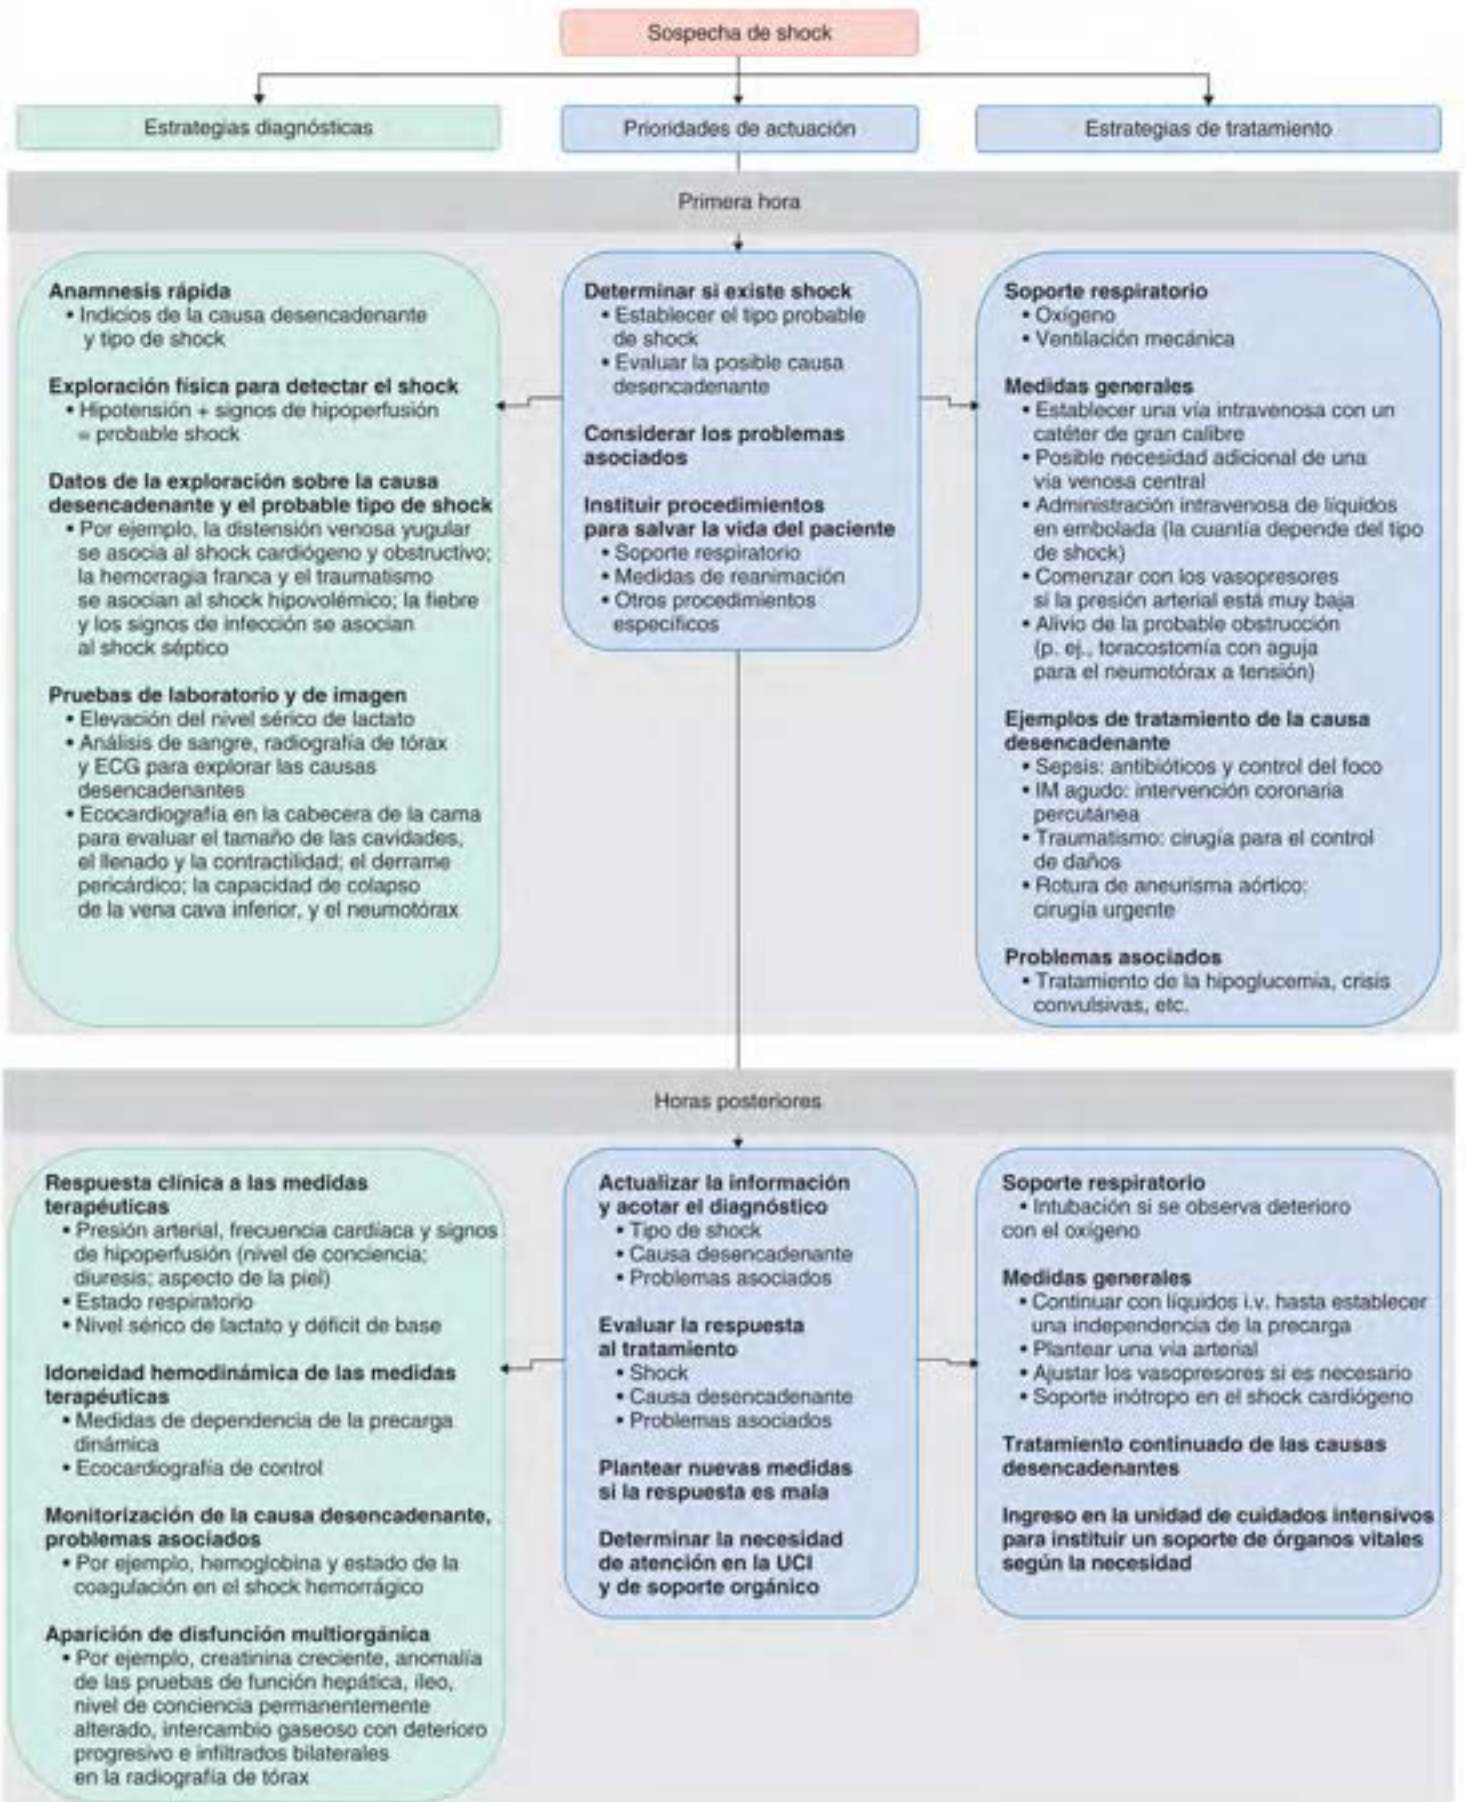 Sospecha de shock
Estrategias diagnósticas
Prioridades de actuación
Estrategias de tratamiento
Primera hora
Anamnesis rápida
• Indicios de la causa desencadenante
y tipo de shock
Exploración física para detectar el shock
• Hipotensión + signos de hipoperfusión
= probable shock
Datos de la exploración sobre la causa
desencadenante y el probable tipo de shock
• Por ejemplo, la distensión venosa yugular
se asocia al shock cardiógeno y obstructivo;
la hemorragia franca y el traumatismo
se asocian al shock hipovolémico; la fiebre
y los signos de infección se asocian
al shock séptico
Pruebas de laboratorio y de imagen
• Elevación del nivel sérico de lactato
• Análisis de sangre, radiografía de tórax
y ECG para explorar las causas
desencadenantes
• Ecocardiografía en la cabecera de la cama
para evaluar el tamaño de las cavidades,
el llenado y la contractilidad; el derrame
pericárdico; la capacidad de colapso
de la vena cava inferior, y el neumotórax
Determinar si existe shock
• Establecer el tipo probable
de shock
• Evaluar la posible causa
desencadenante
Considerar los problemas
asociados
Instituir procedimientos
para salvar la vida del paciente
• Soporte respiratorio
• Medidas de reanimación
• Otros procedimientos
específicos
Soporte respiratorio
• Oxígeno
• Ventilación mecánica
Medidas generales
• Establecer una vía intravenosa con un
catéter de gran calibre
• Posible necesidad adicional de una
vía venosa central
• Administración intravenosa de líquidos
en embolada (la cuantía depende del tipo
de shock)
• Comenzar con los vasopresores
si la presión arterial está muy baja
• Alivio de la probable obstrucción
(p. ej., toracostomía con aguja
para el neumotórax a tensión)
Ejemplos de tratamiento de la causa
desencadenante
• Sepsis: antibióticos y control del foco
• IM agudo: intervención coronaria
percutánea
• Traumatismo: cirugía para el control
de daños
• Rotura de aneurisma aórtico:
cirugía urgente
Problemas asociados
• Tratamiento de la hipoglucemia, crisis
convulsivas, etc.
Horas posteriores
Respuesta clínica a las medidas
terapéuticas
• Presión arterial, frecuencia cardíaca y signos
de hipoperfusión (nivel de conciencia;
diuresis; aspecto de la piel)
• Estado respiratorio
• Nivel sérico de lactato y déficit de base
Idoneidad hemodinámica de las medidas
terapéuticas
• Medidas de dependencia de la precarga
dinámica
• Ecocardiografía de control
Monitorización de la causa desencadenante,
problemas asociados
• Por ejemplo, hemoglobina y estado de la
coagulación en el shock hemorrágico
Aparición de disfunción multiorgánica
• Por ejemplo, creatinina creciente, anomalía
de las pruebas de función hepática, íleo,
nivel de conciencia permanentemente
alterado, intercambio gaseoso con deterioro
progresivo e infiltrados bilaterales
en la radiografía de tórax
Actualizar la información
y acotar el diagnóstico
• Tipo de shock
• Causa desencadenante
• Problemas asociados
Evaluar la respuesta
al tratamiento
• Shock
• Causa desencadenante
• Problemas asociados
Plantear nuevas medidas
si la respuesta es mala
Determinar la necesidad
de atención en la UCI
y de soporte orgánico
Soporte respiratorio
• Intubación si se observa deterioro
con el oxígeno
Medidas generales
• Continuar con líquidos i.v. hasta establecer
una independencia de la precarga
• Plantear una vía arterial
• Ajustar los vasopresores si es necesario
• Soporte inótropo en el shock cardiógeno
Tratamiento continuado de las causas
desencadenantes
Ingreso en la unidad de cuidados intensivos
para instituir un soporte de órganos vitales
según la necesidad